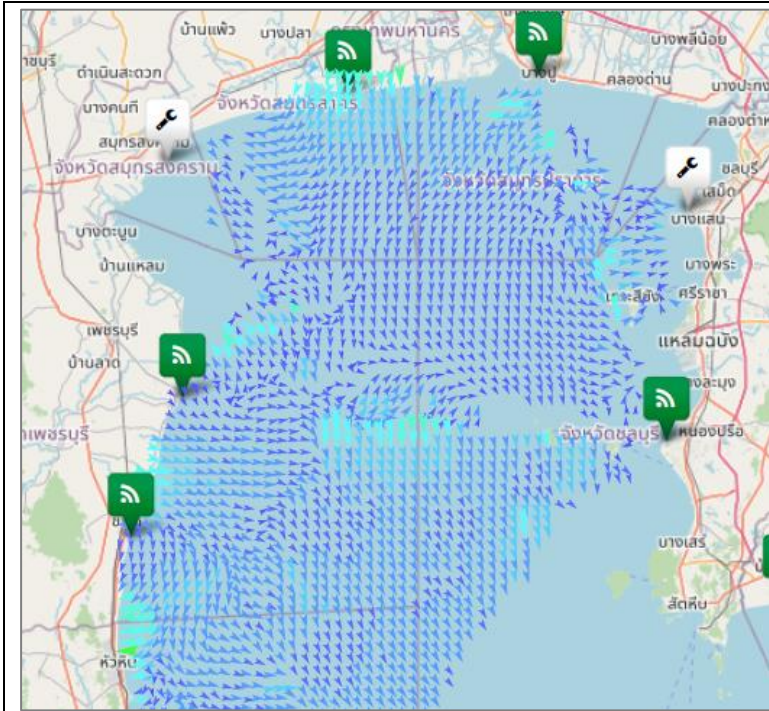 บ้านแพ้ว
บางปลา
กรุงเทพมหานคร
บางพลีน้อย
ราชบุรี
ดำเนินสะดวก
บางปู
คลองด่าน
บางปะกง
บางคนที
จังหวัดสมุทรสาคร
สมุทรสงคราม
จังหวัดสมุทรสงคราม
จังหวัดสมุทรปราการ
ชลบุรี
เสม็ด
บางแสน
บางตะบูน
บ้านแหลม
บางพระ
ศรีราชา
เพชรบุรี
แหลมฉบัง
บ้านลาด
บางละมุง
เพชรบุรี
จังหวัดชลบุรี
หนองปรือ
บางเสร่
สัตหีบ
หัวหิน